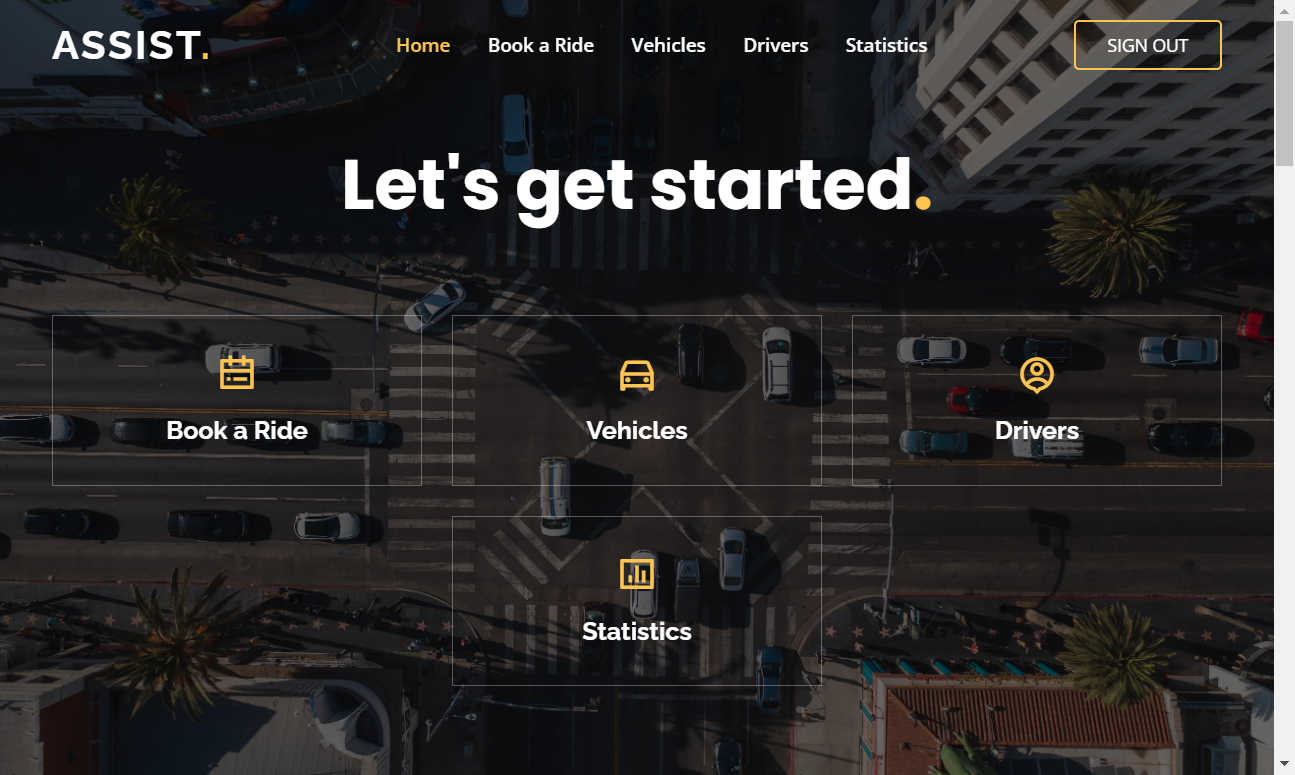 ASSIST.
Home Book a Ride Vehicles Drivers Statistics
SIGN OUT
Let's get started.
Book a Ride
Vehicles
Drivers
Statistics